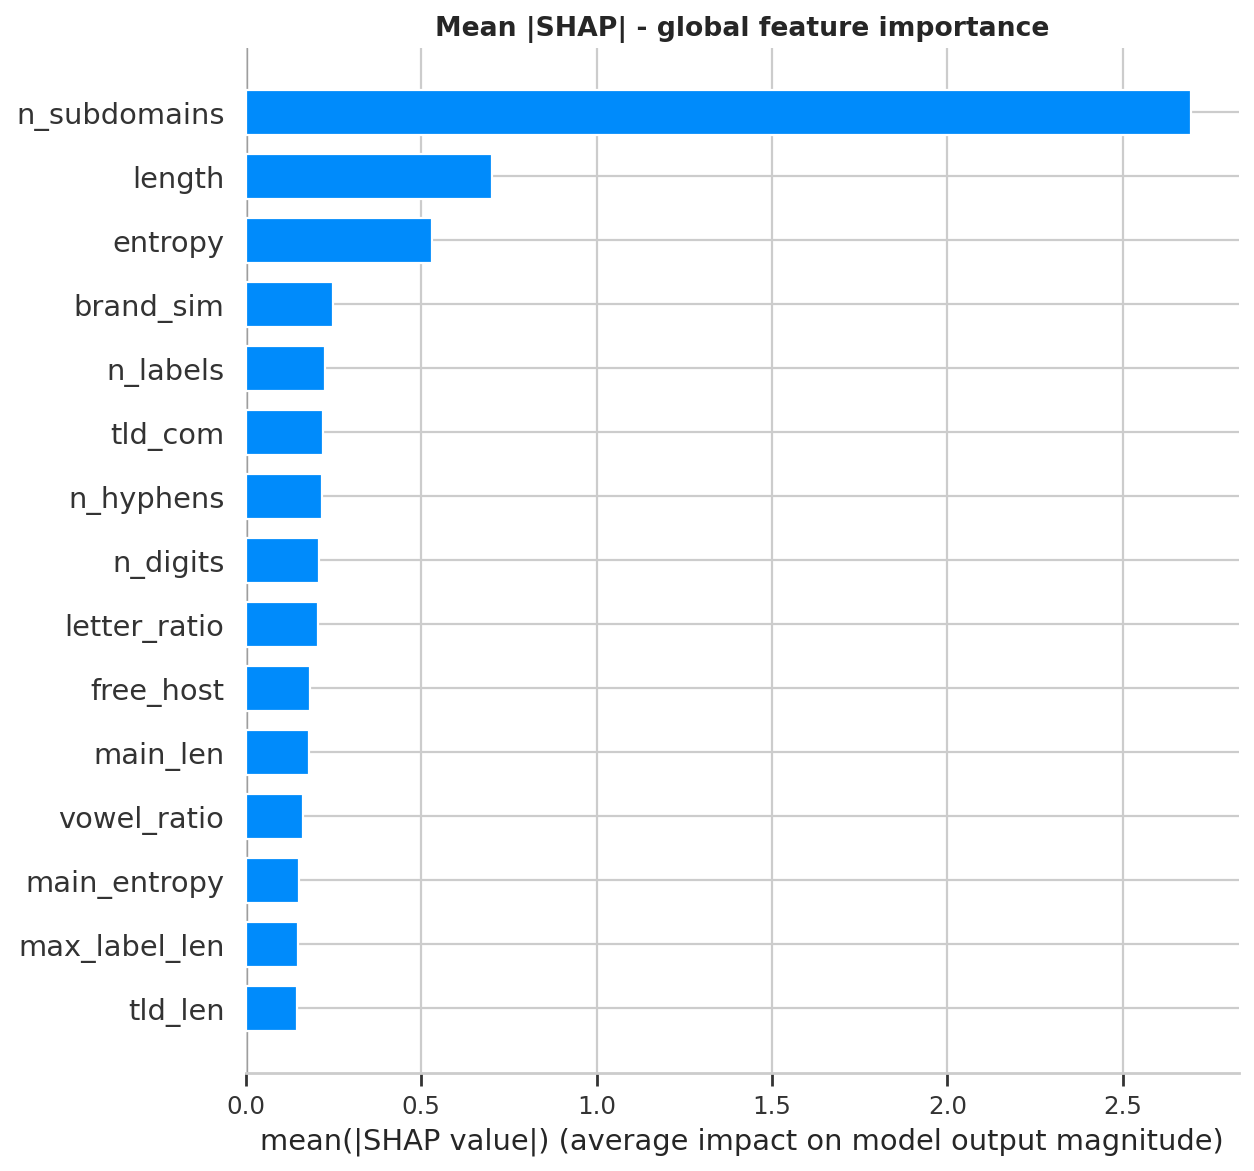 Mean |SHAP| - global feature importance
n_subdomains
length
entropy
brand_sim
n_labels
tld_com
n_hyphens
n_digits
letter_ratio
free_host
main_len
vowel_ratio
main_entropy
max_label_len
tld_len
0.0 0.5 1.0 1.5 2.0 2.5
mean(|SHAP value|) (average impact on model output magnitude)